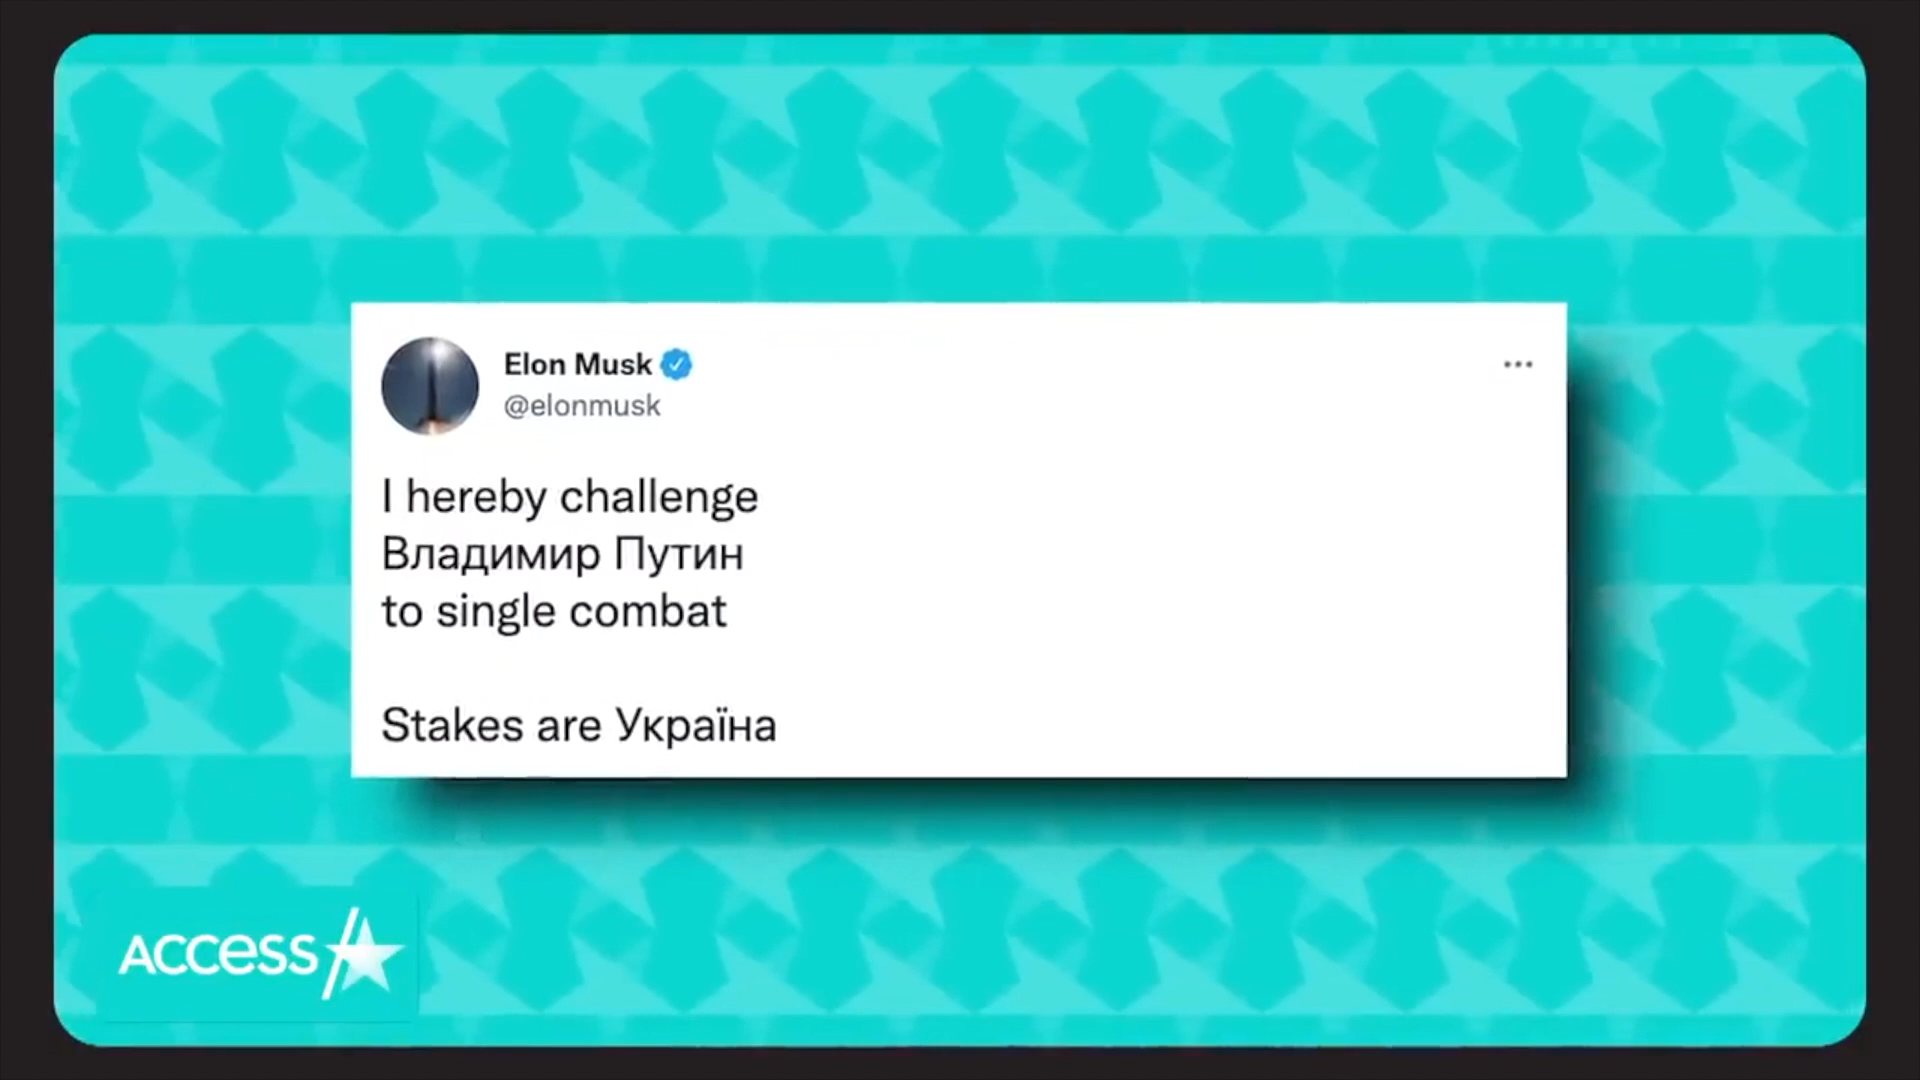 Elon Musk
@elonmusk
I hereby challenge
Владимир Путин
to single combat
Stakes are Україна
ACCESS